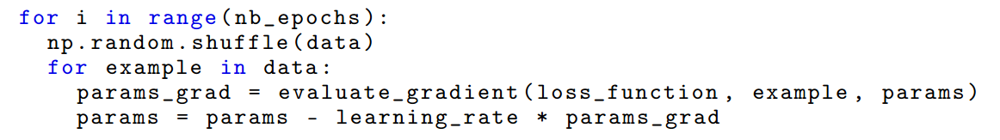 for i in range(nb_epochs):
  np.random.shuffle(data)
  for example in data:
    params_grad = evaluate_gradient(loss_function, example, params)
    params = params - learning_rate * params_grad